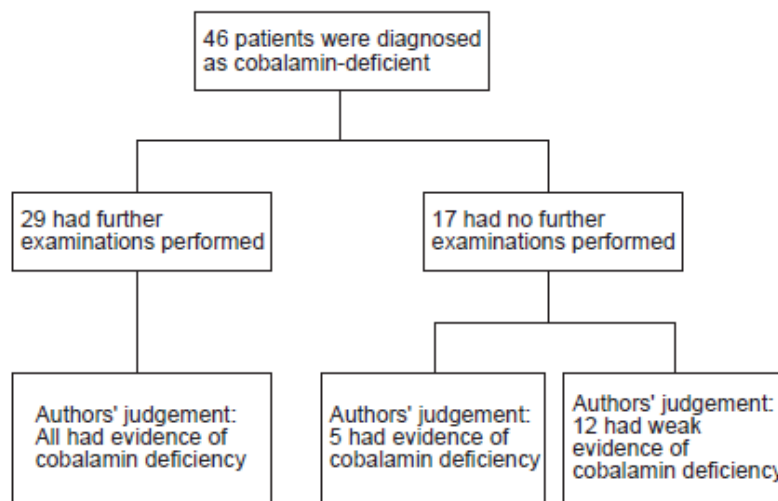 46 patients were diagnosed
as cobalamin-deficient
29 had further
examinations performed
17 had no further
examinations performed
Authors' judgement:
All had evidence of
cobalamin deficiency
Authors' judgement:
5 had evidence of
cobalamin deficiency
Authors' judgement:
12 had weak
evidence of
cobalamin deficiency